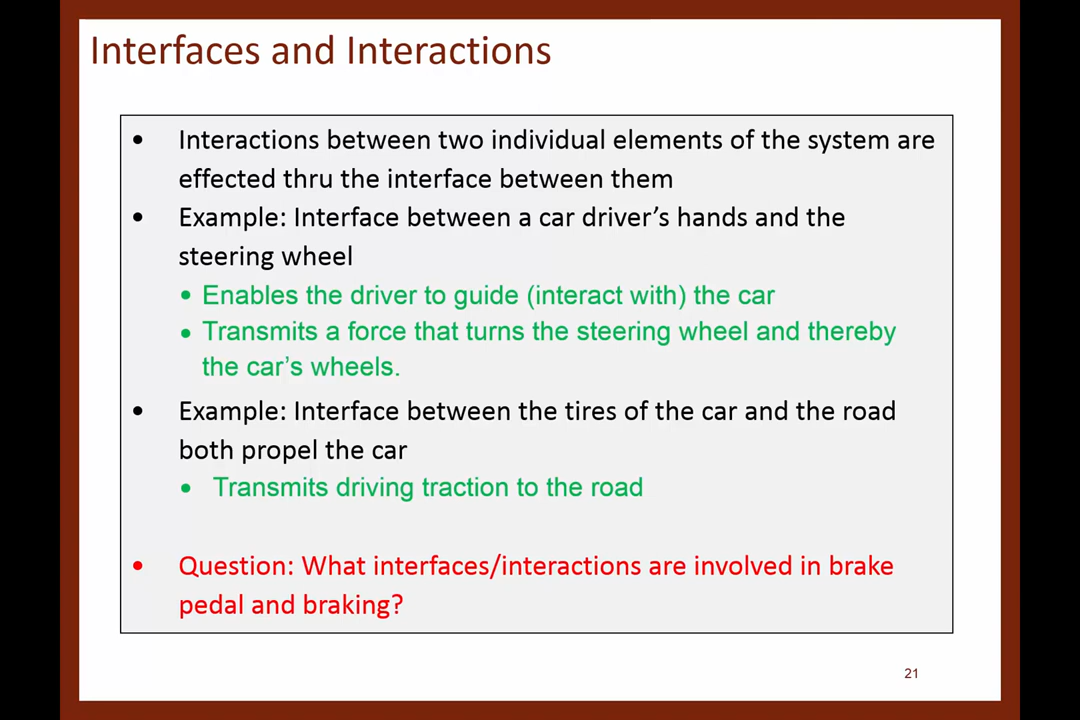 Interfaces and Interactions
• Interactions between two individual elements of the system are
effected thru the interface between them
• Example: Interface between a car driver’s hands and the
steering wheel
• Enables the driver to guide (interact with) the car
• Transmits a force that turns the steering wheel and thereby
the car’s wheels.
• Example: Interface between the tires of the car and the road
both propel the car
• Transmits driving traction to the road
• Question: What interfaces/interactions are involved in brake
pedal and braking?
21